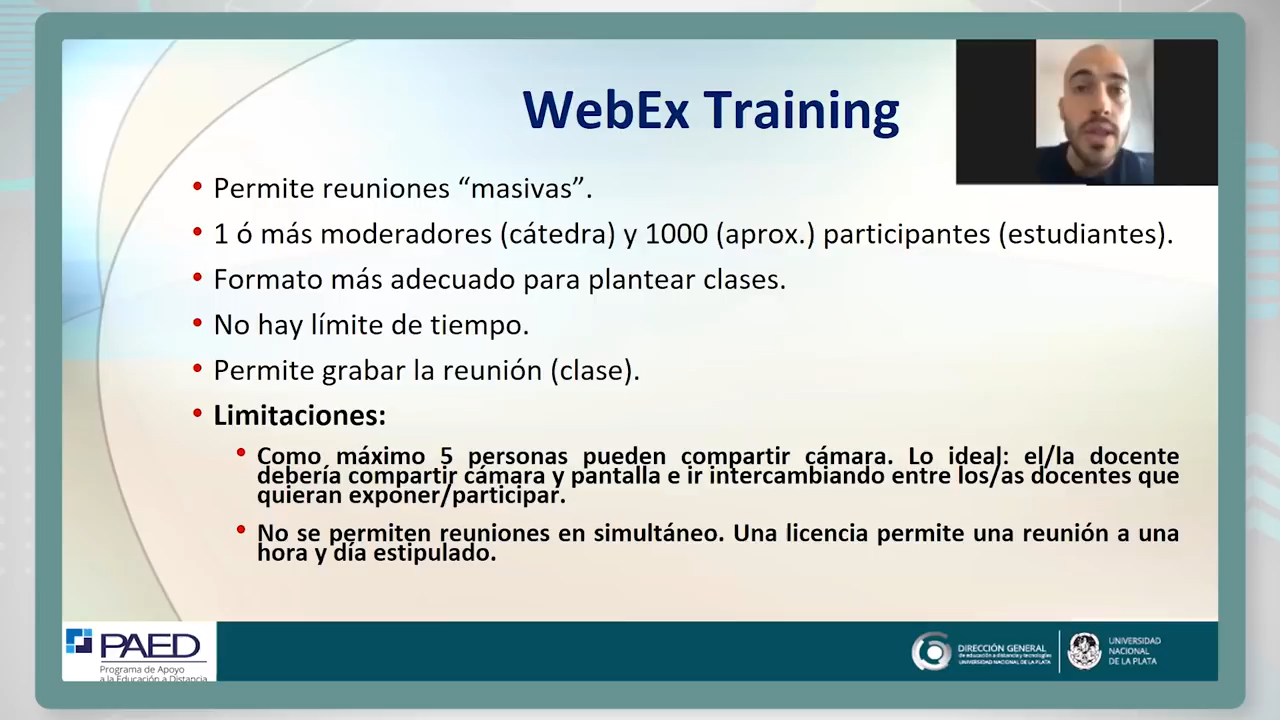 WebEx Training
• Permite reuniones “masivas”.
• 1 ó más moderadores (cátedra) y 1000 (aprox.) participantes (estudiantes).
• Formato más adecuado para plantear clases.
• No hay límite de tiempo.
• Permite grabar la reunión (clase).
• Limitaciones:
• Como máximo 5 personas pueden compartir cámara. Lo ideal: el/la docente
debería compartir cámara y pantalla e ir intercambiando entre los/as docentes que
quieran exponer/participar.
• No se permiten reuniones en simultáneo. Una licencia permite una reunión a una
hora y día estipulado.
PAED
Programa de Apoyo
a la Educación a Distancia
DIRECCIÓN GENERAL
de educación a distancia y tecnologías
UNIVERSIDAD NACIONAL DE LA PLATA
UNIVERSIDAD
NACIONAL
DE LA PLATA